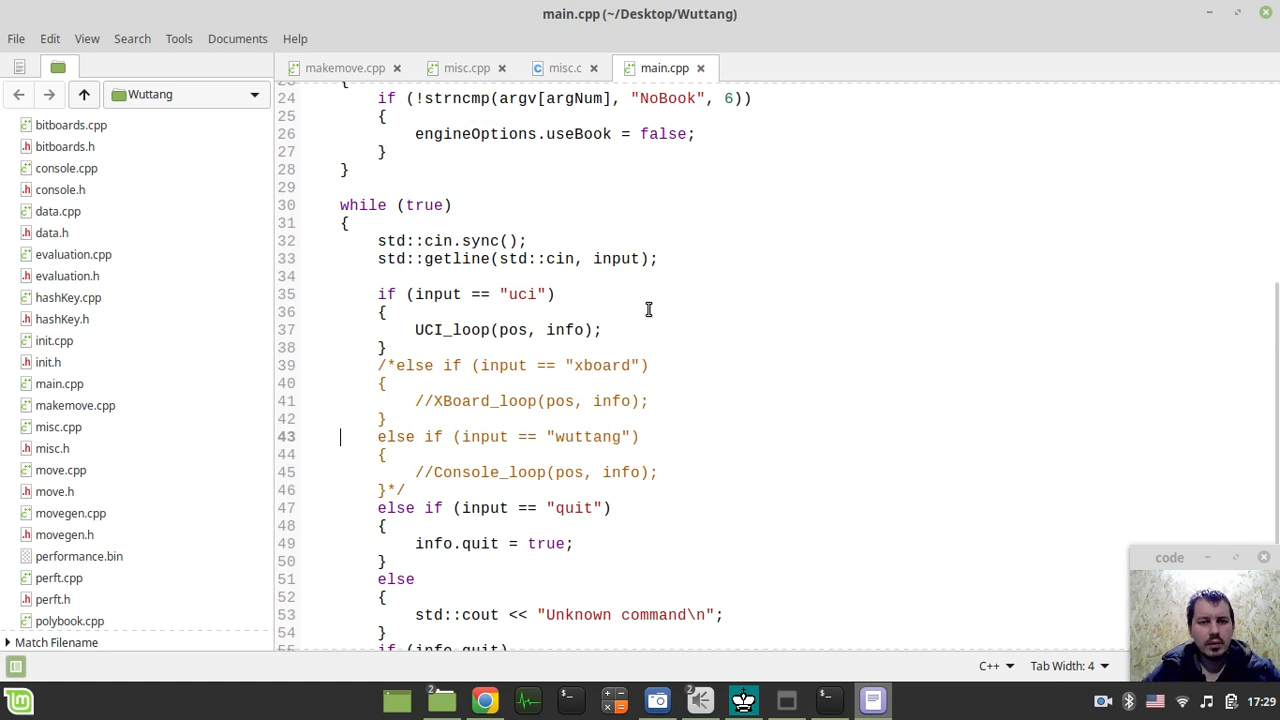 main.cpp (~/Desktop/Wuttang)
File Edit View Search Tools Documents Help
makemove.cpp misc.cpp misc.c main.cpp
Wuttang
bitboards.cpp
bitboards.h
console.cpp
console.h
data.cpp
data.h
evaluation.cpp
evaluation.h
hashKey.cpp
hashKey.h
init.cpp
init.h
main.cpp
makemove.cpp
misc.cpp
misc.h
move.cpp
move.h
movegen.cpp
movegen.h
performance.bin
perft.cpp
perft.h
polybook.cpp
Match Filename
23 {
24 if (!strncmp(argv[argNum], "NoBook", 6))
25 {
26 engineOptions.useBook = false;
27 }
28 }
29
30 while (true)
31 {
32 std::cin.sync();
33 std::getline(std::cin, input);
34
35 if (input == "uci")
36 {
37 UCI_loop(pos, info);
38 }
39 /*else if (input == "xboard")
40 {
41 //XBoard_loop(pos, info);
42 }
43 else if (input == "wuttang")
44 {
45 //Console_loop(pos, info);
46 }*/
47 else if (input == "quit")
48 {
49 info.quit = true;
50 }
51 else
52 {
53 std::cout << "Unknown command\n";
54 }
55 if (info.quit)
code
C++ Tab Width: 4
2 2 17:29